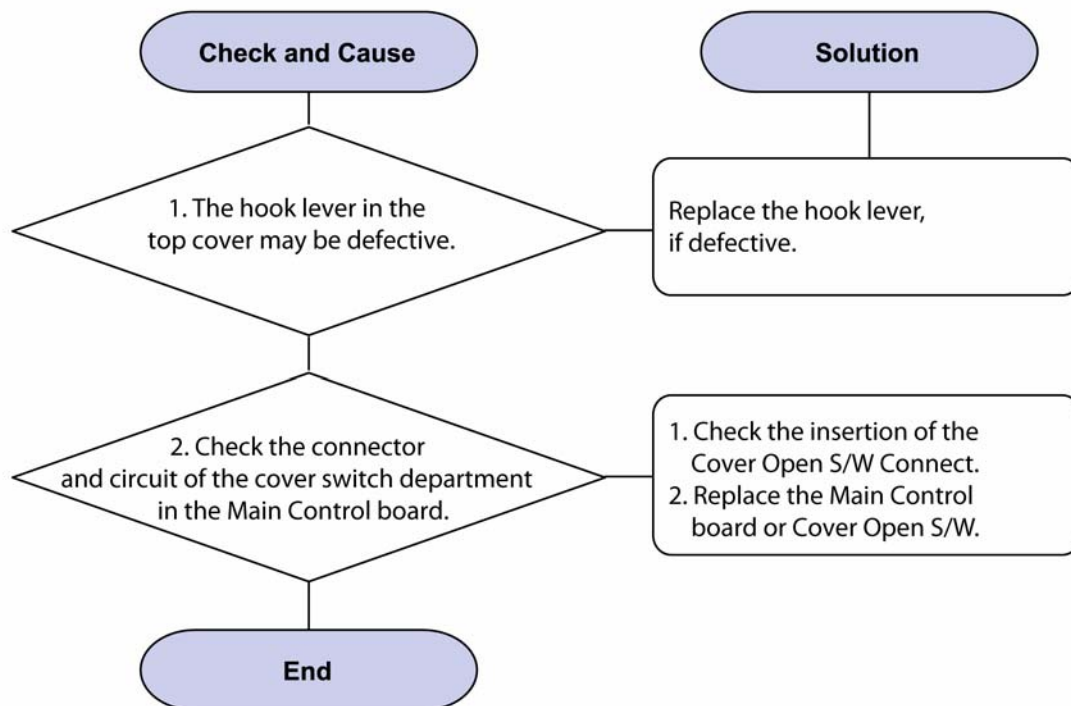 Check and Cause
Solution
1. The hook lever in the
top cover may be defective.
Replace the hook lever,
if defective.
2. Check the connector
and circuit of the cover switch department
in the Main Control board.
1. Check the insertion of the
Cover Open S/W Connect.
2. Replace the Main Control
board or Cover Open S/W.
End